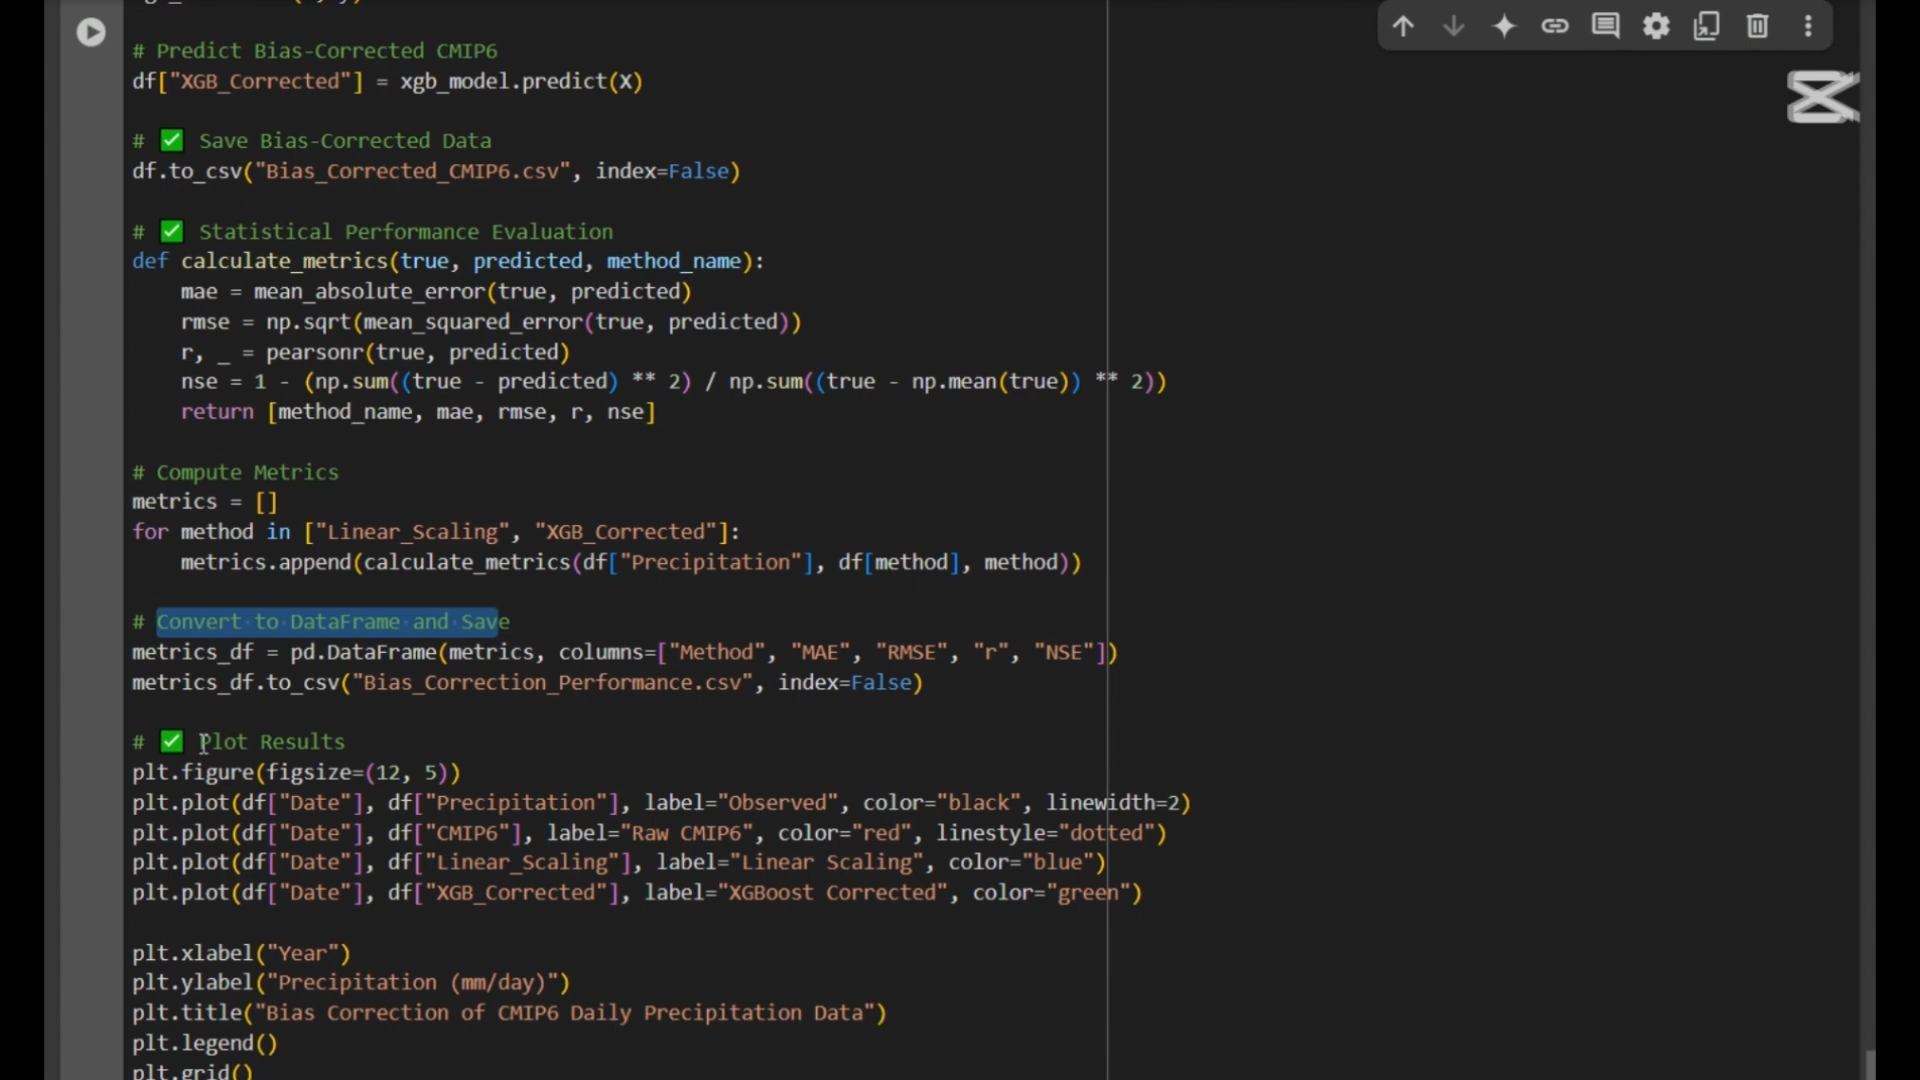 # Predict Bias-Corrected CMIP6
df["XGB_Corrected"] = xgb_model.predict(X)
# ✅ Save Bias-Corrected Data
df.to_csv("Bias_Corrected_CMIP6.csv", index=False)
# ✅ Statistical Performance Evaluation
def calculate_metrics(true, predicted, method_name):
    mae = mean_absolute_error(true, predicted)
    rmse = np.sqrt(mean_squared_error(true, predicted))
    r, _ = pearsonr(true, predicted)
    nse = 1 - (np.sum((true - predicted) ** 2) / np.sum((true - np.mean(true)) ** 2))
    return [method_name, mae, rmse, r, nse]
# Compute Metrics
metrics = []
for method in ["Linear_Scaling", "XGB_Corrected"]:
    metrics.append(calculate_metrics(df["Precipitation"], df[method], method))
# Convert to DataFrame and Save
metrics_df = pd.DataFrame(metrics, columns=["Method", "MAE", "RMSE", "r", "NSE"])
metrics_df.to_csv("Bias_Correction_Performance.csv", index=False)
# ✅ Plot Results
plt.figure(figsize=(12, 5))
plt.plot(df["Date"], df["Precipitation"], label="Observed", color="black", linewidth=2)
plt.plot(df["Date"], df["CMIP6"], label="Raw CMIP6", color="red", linestyle="dotted")
plt.plot(df["Date"], df["Linear_Scaling"], label="Linear Scaling", color="blue")
plt.plot(df["Date"], df["XGB_Corrected"], label="XGBoost Corrected", color="green")
plt.xlabel("Year")
plt.ylabel("Precipitation (mm/day)")
plt.title("Bias Correction of CMIP6 Daily Precipitation Data")
plt.legend()
plt.grid()